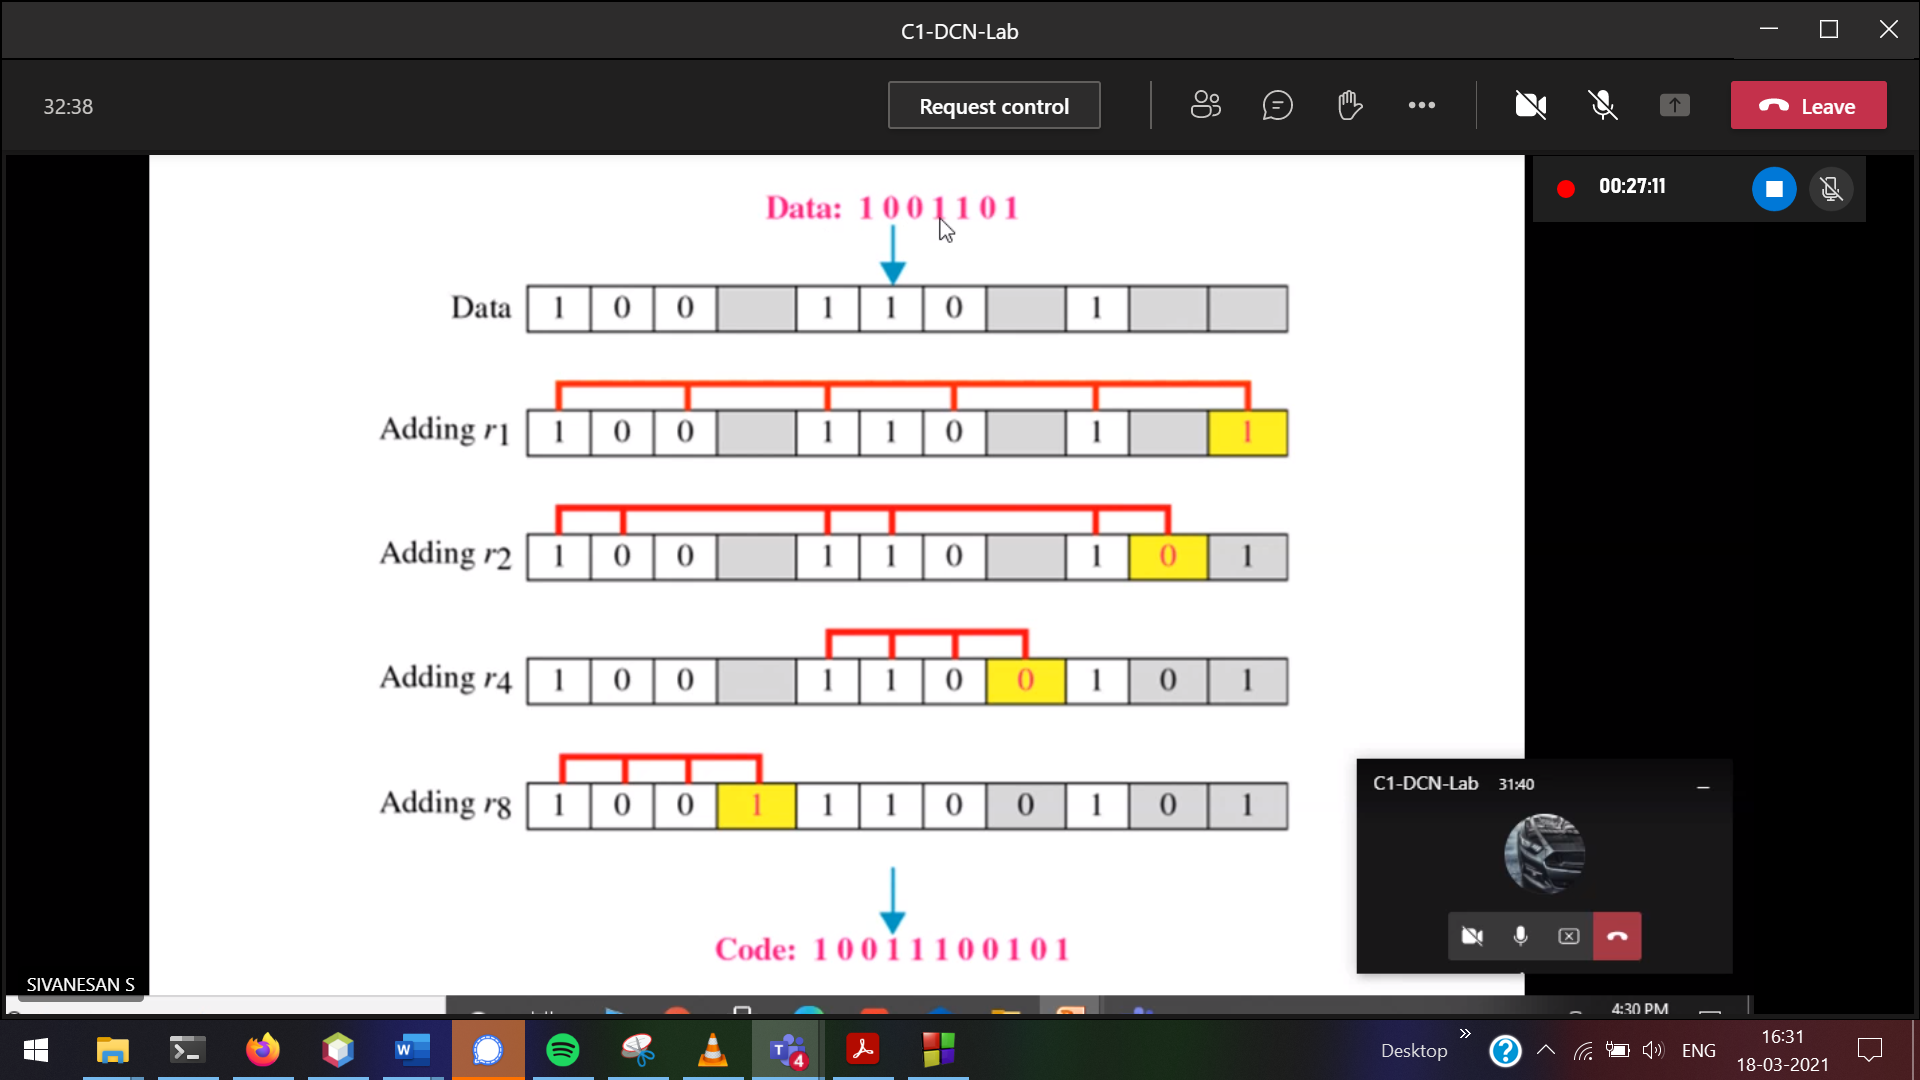 C1-DCN-Lab
32:38
Request control
Leave
00:27:11
Data: 1 0 0 1 1 0 1
Data 1 0 0 1 1 0 1
Adding r1 1 0 0 1 1 0 1 1
Adding r2 1 0 0 1 1 0 1 0 1
Adding r4 1 0 0 1 1 0 0 1 0 1
Adding r8 1 0 0 1 1 1 0 0 1 0 1
C1-DCN-Lab 31:40
Code: 1 0 0 1 1 1 0 0 1 0 1
SIVANESAN S
4:30 PM
4
Desktop
ENG
16:31
18-03-2021